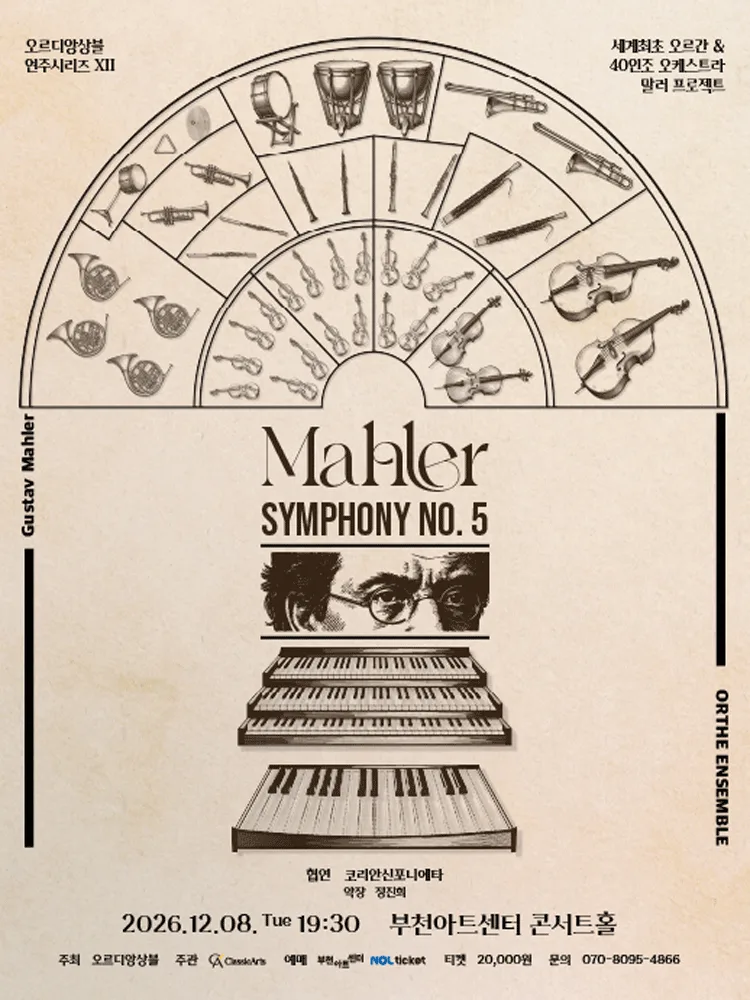 오르디앙상블
연주시리즈 XII
세계최초 오르간 &
40인조 오케스트라
말러 프로젝트
Mahler
SYMPHONY NO. 5
Gustav Mahler
ORTHE ENSEMBLE
협연 코리안신포니에타
악장 정진희
2026.12.08. Tue 19:30 부천아트센터 콘서트홀
주최 오르디앙상블 주관 ClassicArts 예매 부천아트센터 NOL ticket 티켓 20,000원 문의 070-8095-4866